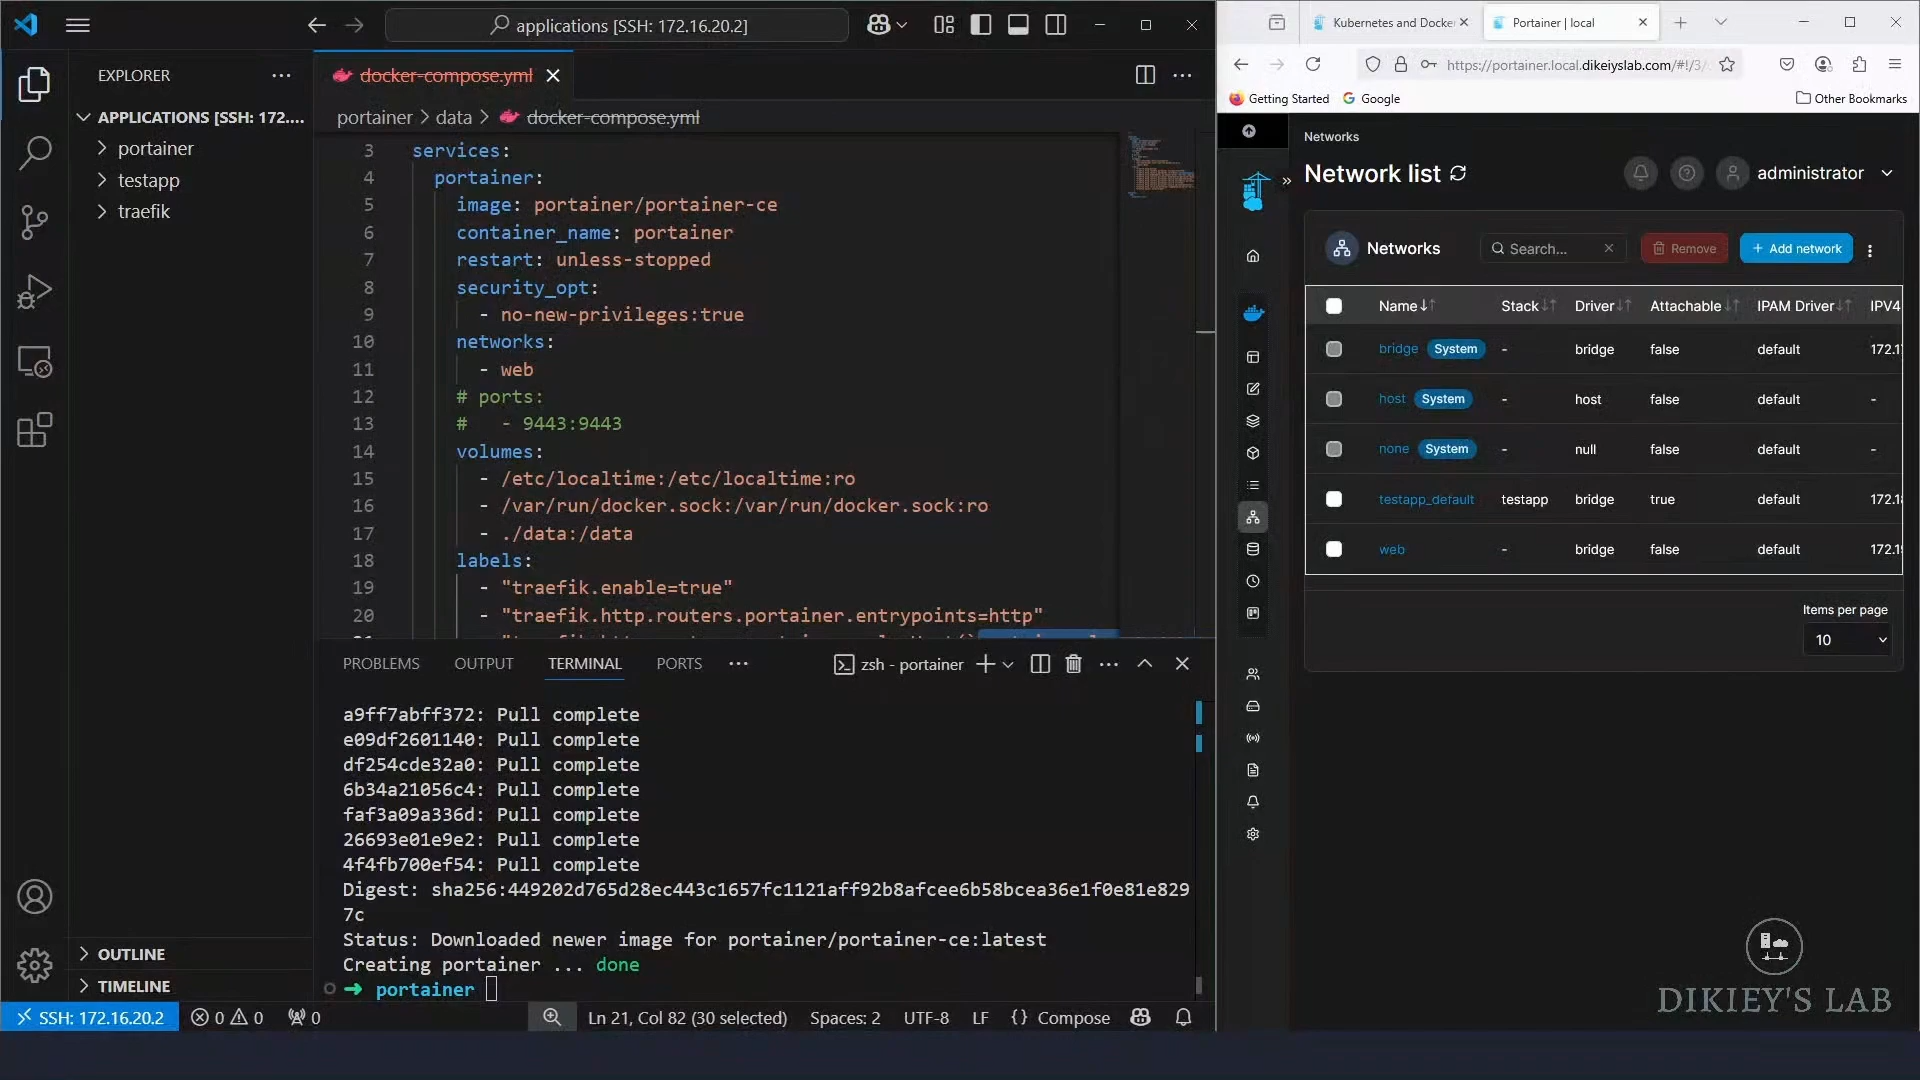 applications [SSH: 172.16.20.2]
EXPLORER
APPLICATIONS [SSH: 172....
portainer
testapp
traefik
OUTLINE
TIMELINE
docker-compose.yml
portainer > data > docker-compose.yml
3 services:
4 portainer:
5 image: portainer/portainer-ce
6 container_name: portainer
7 restart: unless-stopped
8 security_opt:
9 - no-new-privileges:true
10 networks:
11 - web
12 # ports:
13 # - 9443:9443
14 volumes:
15 - /etc/localtime:/etc/localtime:ro
16 - /var/run/docker.sock:/var/run/docker.sock:ro
17 - ./data:/data
18 labels:
19 - "traefik.enable=true"
20 - "traefik.http.routers.portainer.entrypoints=http"
PROBLEMS OUTPUT TERMINAL PORTS
zsh - portainer
a9ff7abff372: Pull complete
e09df2601140: Pull complete
df254cde32a0: Pull complete
6b34a21056c4: Pull complete
faf3a09a336d: Pull complete
26693e01e9e2: Pull complete
4f4fb700ef54: Pull complete
Digest: sha256:449202d765d28ec443c1657fc1121aff92b8afcee6b58bcea36e1f0e81e829
7c
Status: Downloaded newer image for portainer/portainer-ce:latest
Creating portainer ... done
➜ portainer
SSH: 172.16.20.2 0 0 0 Ln 21, Col 82 (30 selected) Spaces: 2 UTF-8 LF {} Compose
Kubernetes and Docke
Portainer | local
https://portainer.local.dikeiyslab.com/#!/3/
Getting Started Google Other Bookmarks
Networks
Network list administrator
Networks Search... Remove + Add network
Name Stack Driver Attachable IPAM Driver IPV4
bridge System - bridge false default 172.1
host System - host false default -
none System - null false default -
testapp_default testapp bridge true default 172.1
web - bridge false default 172.1
Items per page
10
DIKIEY'S LAB